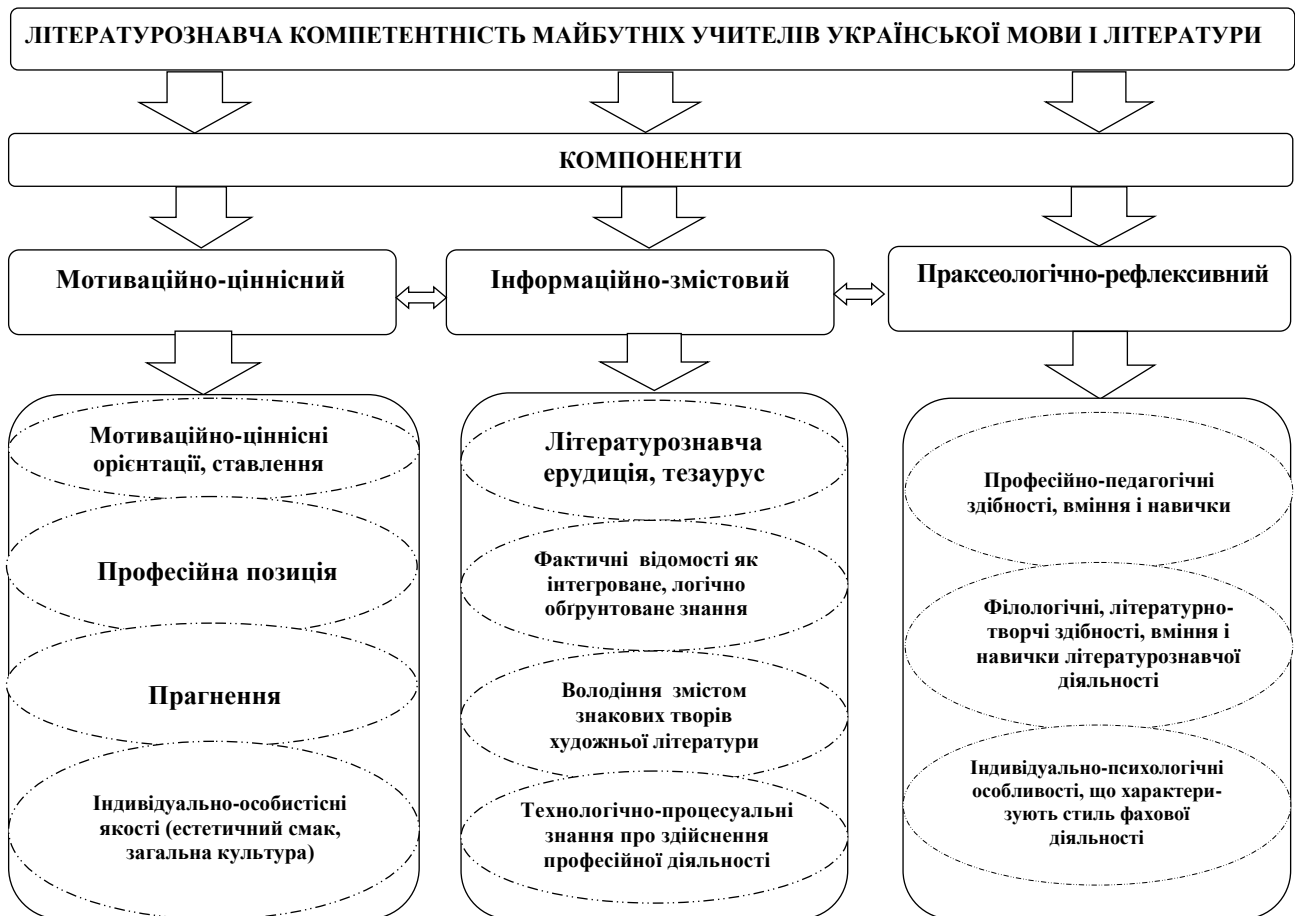 ЛІТЕРАТУРОЗНАВЧА КОМПЕТЕНТНІСТЬ МАЙБУТНІХ УЧИТЕЛІВ УКРАЇНСЬКОЇ МОВИ І ЛІТЕРАТУРИ
КОМПОНЕНТИ
Мотиваційно-ціннісний
Інформаційно-змістовий
Праксеологічно-рефлексивний
Мотиваційно-ціннісні
орієнтації, ставлення
Професійна позиція
Прагнення
Індивідуально-особистісні
якості (естетичний смак,
загальна культура)
Літературознавча
ерудиція, тезаурус
Фактичні відомості як
інтегроване, логічно
обґрунтоване знання
Володіння змістом
знакових творів
художньої літератури
Технологічно-процесуальні
знання про здійснення
професійної діяльності
Професійно-педагогічні
здібності, вміння і навички
Філологічні, літературно-
творчі здібності, вміння і
навички літературознавчої
діяльності
Індивідуально-психологічні
особливості, що характери-
зують стиль фахової
діяльності